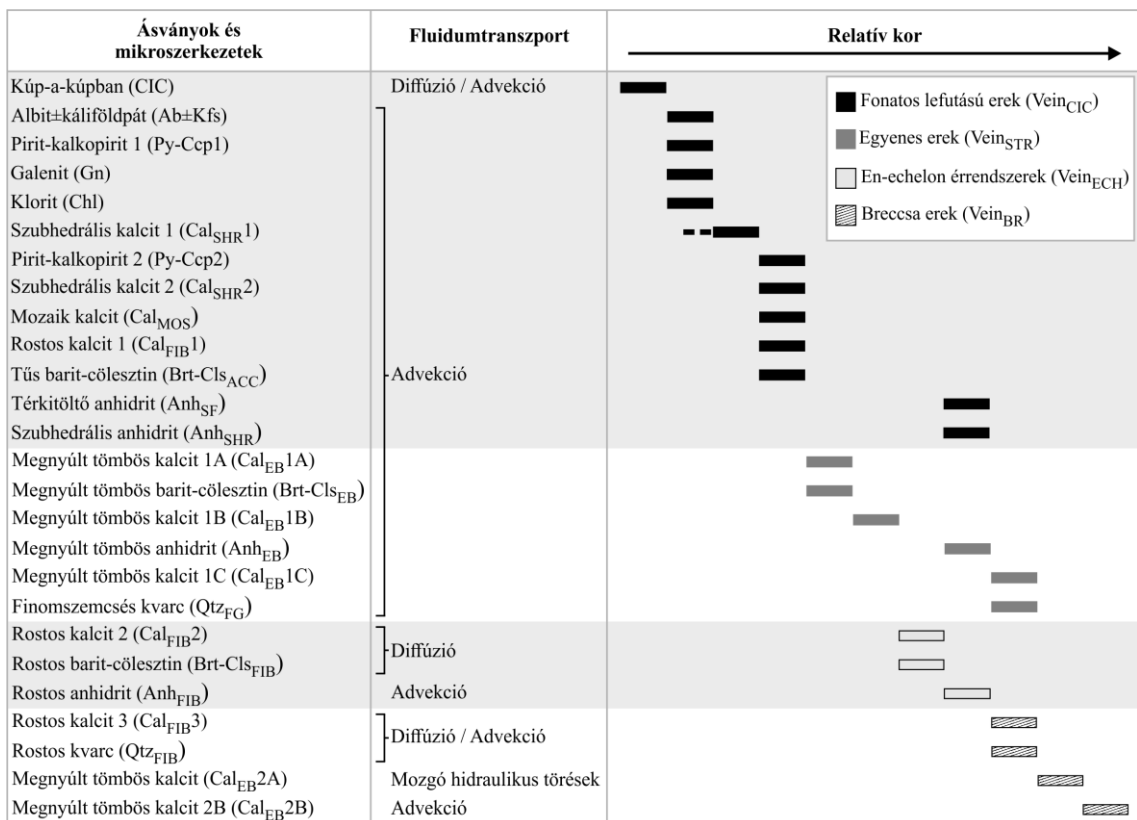 Ásványok és
mikroszerkezetek
Fluidumtranszport
Relatív kor
Kúp-a-kúpban (CIC)
Diffúzió / Advekció
Albit±káliföldpát (Ab±Kfs)
Pirit-kalkopirit 1 (Py-Ccp1)
Galenit (Gn)
Klorit (Chl)
Szubhedrális kalcit 1 (CalSHR1)
Pirit-kalkopirit 2 (Py-Ccp2)
Szubhedrális kalcit 2 (CalSHR2)
Mozaik kalcit (CalMOS)
Rostos kalcit 1 (CalFIB1)
Tűs barit-cölesztin (Brt-ClsACC)
Advekció
Térkitöltő anhidrit (AnhSF)
Szubhedrális anhidrit (AnhSHR)
Megnyúlt tömbös kalcit 1A (CalEB1A)
Megnyúlt tömbös barit-cölesztin (Brt-ClsEB)
Megnyúlt tömbös kalcit 1B (CalEB1B)
Megnyúlt tömbös anhidrit (AnhEB)
Megnyúlt tömbös kalcit 1C (CalEB1C)
Finomszemcsés kvarc (QtzFG)
Rostos kalcit 2 (CalFIB2)
Diffúzió
Rostos barit-cölesztin (Brt-ClsFIB)
Rostos anhidrit (AnhFIB)
Advekció
Rostos kalcit 3 (CalFIB3)
Diffúzió / Advekció
Rostos kvarc (QtzFIB)
Megnyúlt tömbös kalcit (CalEB2A)
Mozgó hidraulikus törések
Megnyúlt tömbös kalcit 2B (CalEB2B)
Advekció
Fonatos lefutású erek (VeinCIC)
Egyenes erek (VeinSTR)
En-echelon érrendszerek (VeinECH)
Breccsa erek (VeinBR)